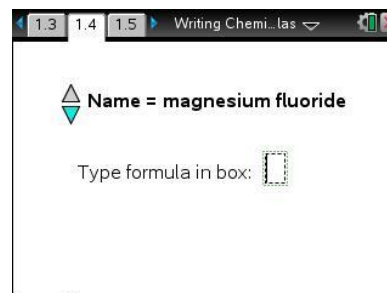 1.3 1.4 1.5 Writing Chemi...las
Name = magnesium fluoride
Type formula in box: